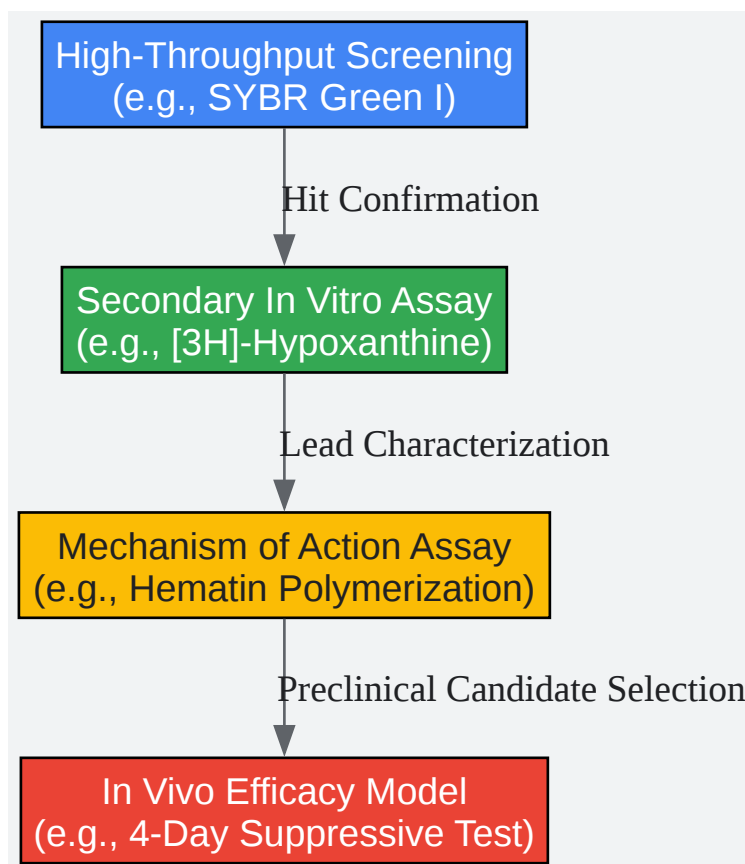 High-Throughput Screening
(e.g., SYBR Green I)
Hit Confirmation
Secondary In Vitro Assay
(e.g., [3H]-Hypoxanthine)
Lead Characterization
Mechanism of Action Assay
(e.g., Hematin Polymerization)
Preclinical Candidate Selection
In Vivo Efficacy Model
(e.g., 4-Day Suppressive Test)